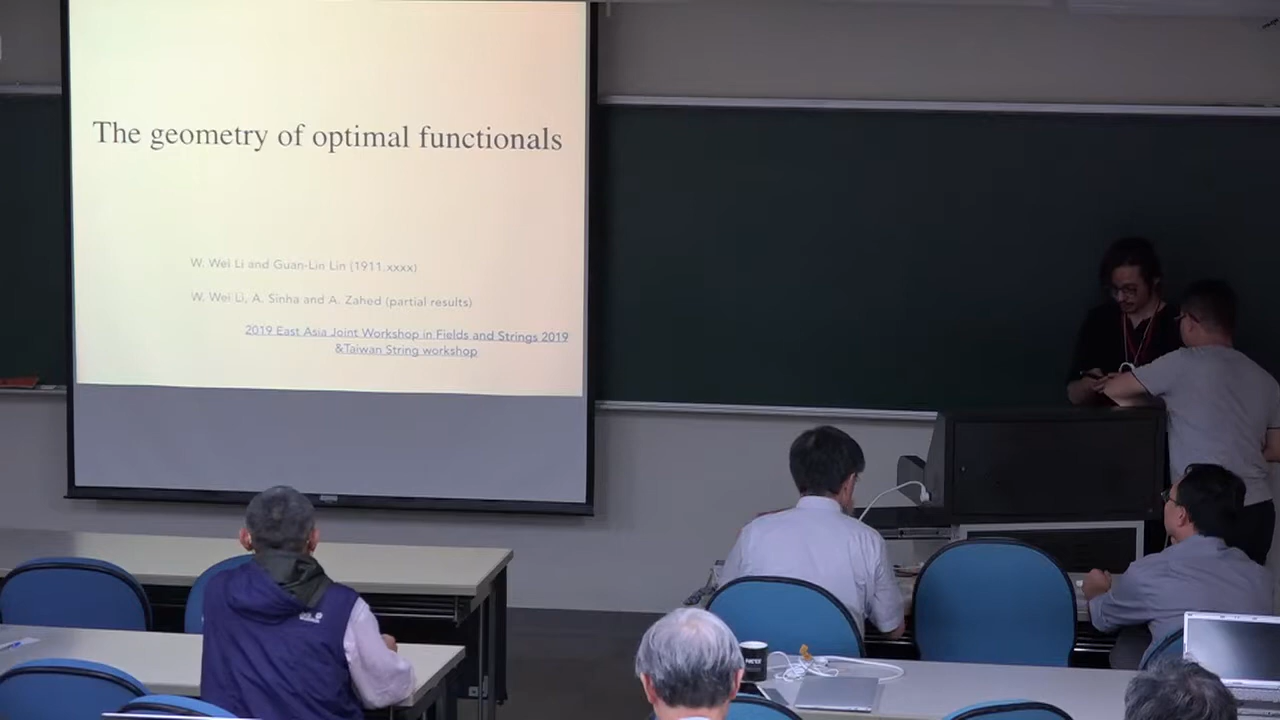 The geometry of optimal functionals
W. Wei Li and Guan-Lin Lin (1911.xxxx)
W. Wei Li, A. Sinha and A. Zahed (partial results)
2019 East Asia Joint Workshop in Fields and Strings 2019
&Taiwan String workshop